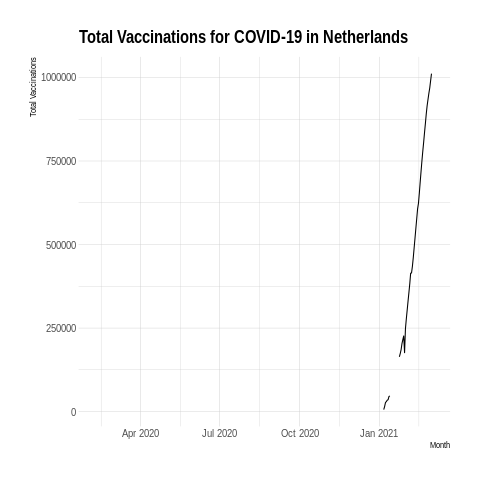 Total Vaccinations for COVID-19 in Netherlands
Total Vaccinations
1000000
750000
500000
250000
0
Apr 2020 Jul 2020 Oct 2020 Jan 2021
Month